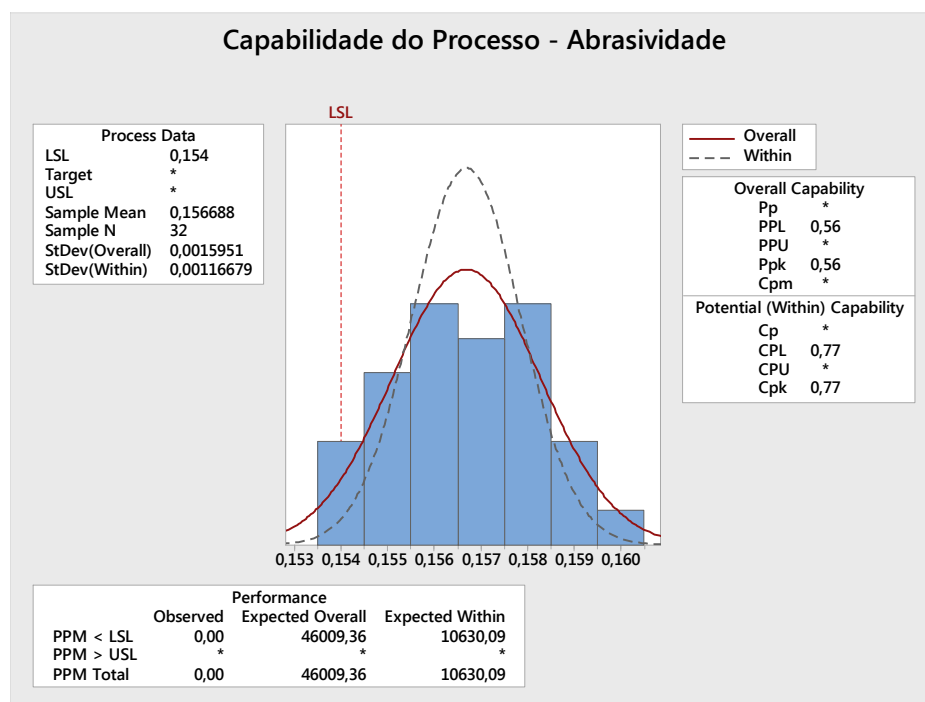 Capabilidade do Processo - Abrasividade
LSL
Process Data
LSL 0,154
Target *
USL *
Sample Mean 0,156688
Sample N 32
StDev(Overall) 0,0015951
StDev(Within) 0,00116679
Overall
Within
Overall Capability
Pp *
PPL 0,56
PPU *
Ppk 0,56
Cpm *
Potential (Within) Capability
Cp *
CPL 0,77
CPU *
Cpk 0,77
0,153 0,154 0,155 0,156 0,157 0,158 0,159 0,160
Performance
Observed Expected Overall Expected Within
PPM < LSL 0,00 46009,36 10630,09
PPM > USL * * *
PPM Total 0,00 46009,36 10630,09